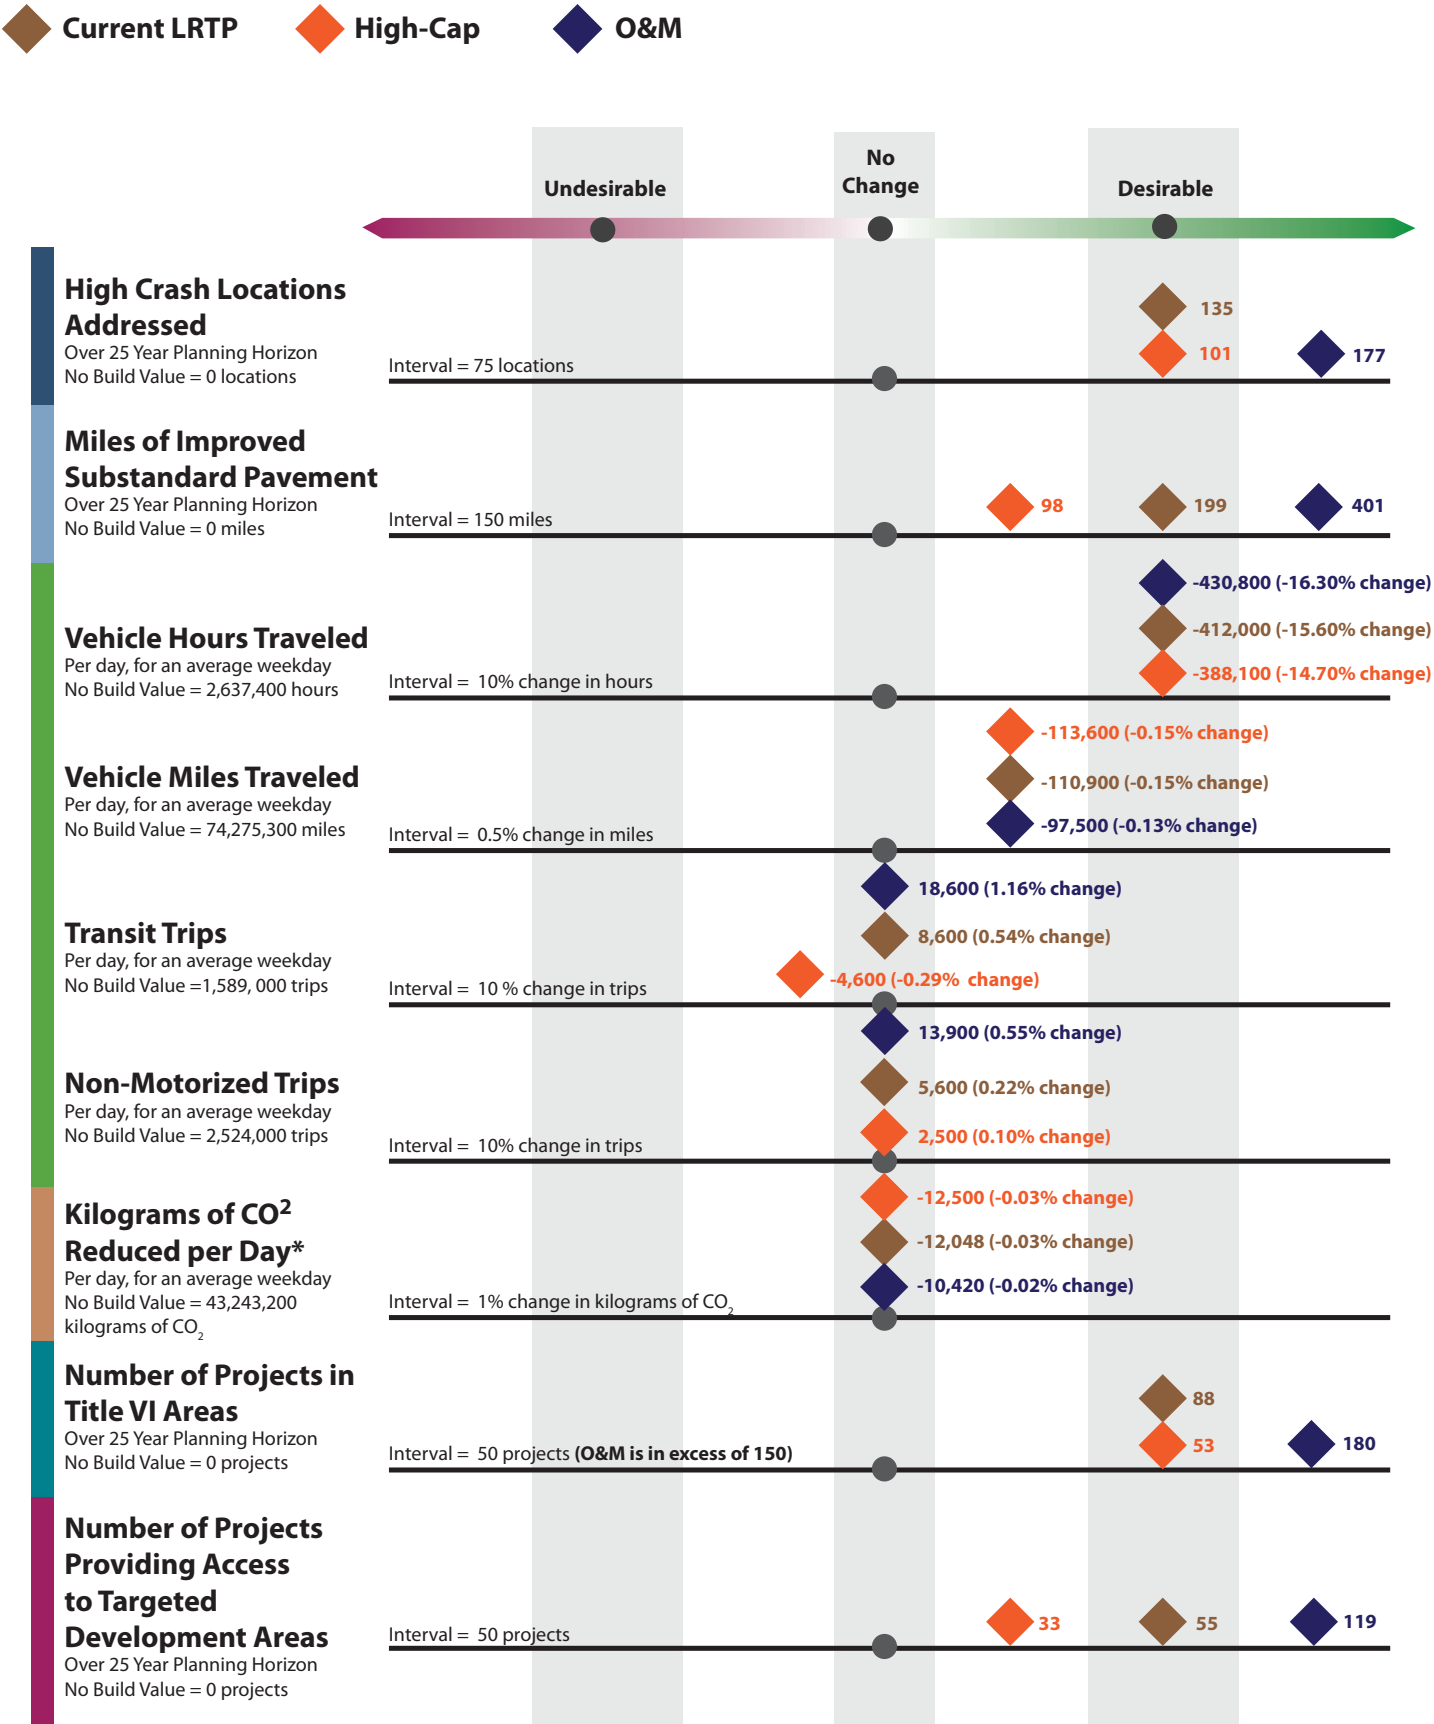 Current LRTP
High-Cap
O&M
Undesirable
No
Change
Desirable
High Crash Locations
Addressed
Over 25 Year Planning Horizon
No Build Value = 0 locations
Interval = 75 locations
135
101
177
Miles of Improved
Substandard Pavement
Over 25 Year Planning Horizon
No Build Value = 0 miles
Interval = 150 miles
98
199
401
Vehicle Hours Traveled
Per day, for an average weekday
No Build Value = 2,637,400 hours
Interval = 10% change in hours
-430,800 (-16.30% change)
-412,000 (-15.60% change)
-388,100 (-14.70% change)
Vehicle Miles Traveled
Per day, for an average weekday
No Build Value = 74,275,300 miles
Interval = 0.5% change in miles
-113,600 (-0.15% change)
-110,900 (-0.15% change)
-97,500 (-0.13% change)
Transit Trips
Per day, for an average weekday
No Build Value =1,589, 000 trips
Interval = 10 % change in trips
18,600 (1.16% change)
8,600 (0.54% change)
-4,600 (-0.29% change)
Non-Motorized Trips
Per day, for an average weekday
No Build Value = 2,524,000 trips
Interval = 10% change in trips
13,900 (0.55% change)
5,600 (0.22% change)
2,500 (0.10% change)
Kilograms of CO²
Reduced per Day*
Per day, for an average weekday
No Build Value = 43,243,200
kilograms of CO₂
Interval = 1% change in kilograms of CO₂
-12,500 (-0.03% change)
-12,048 (-0.03% change)
-10,420 (-0.02% change)
Number of Projects in
Title VI Areas
Over 25 Year Planning Horizon
No Build Value = 0 projects
Interval = 50 projects (O&M is in excess of 150)
88
53
180
Number of Projects
Providing Access
to Targeted
Development Areas
Over 25 Year Planning Horizon
No Build Value = 0 projects
Interval = 50 projects
33
55
119